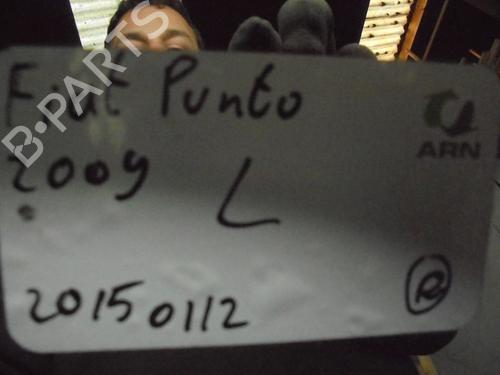 B-PARTS
Fiat Punto
ARN
2009 L
20150112 R